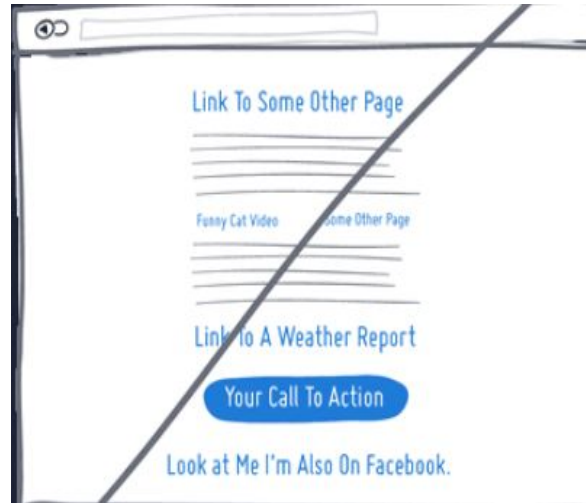 Link To Some Other Page
Funny Cat Video Some Other Page
Link To A Weather Report
Your Call To Action
Look at Me I'm Also On Facebook.